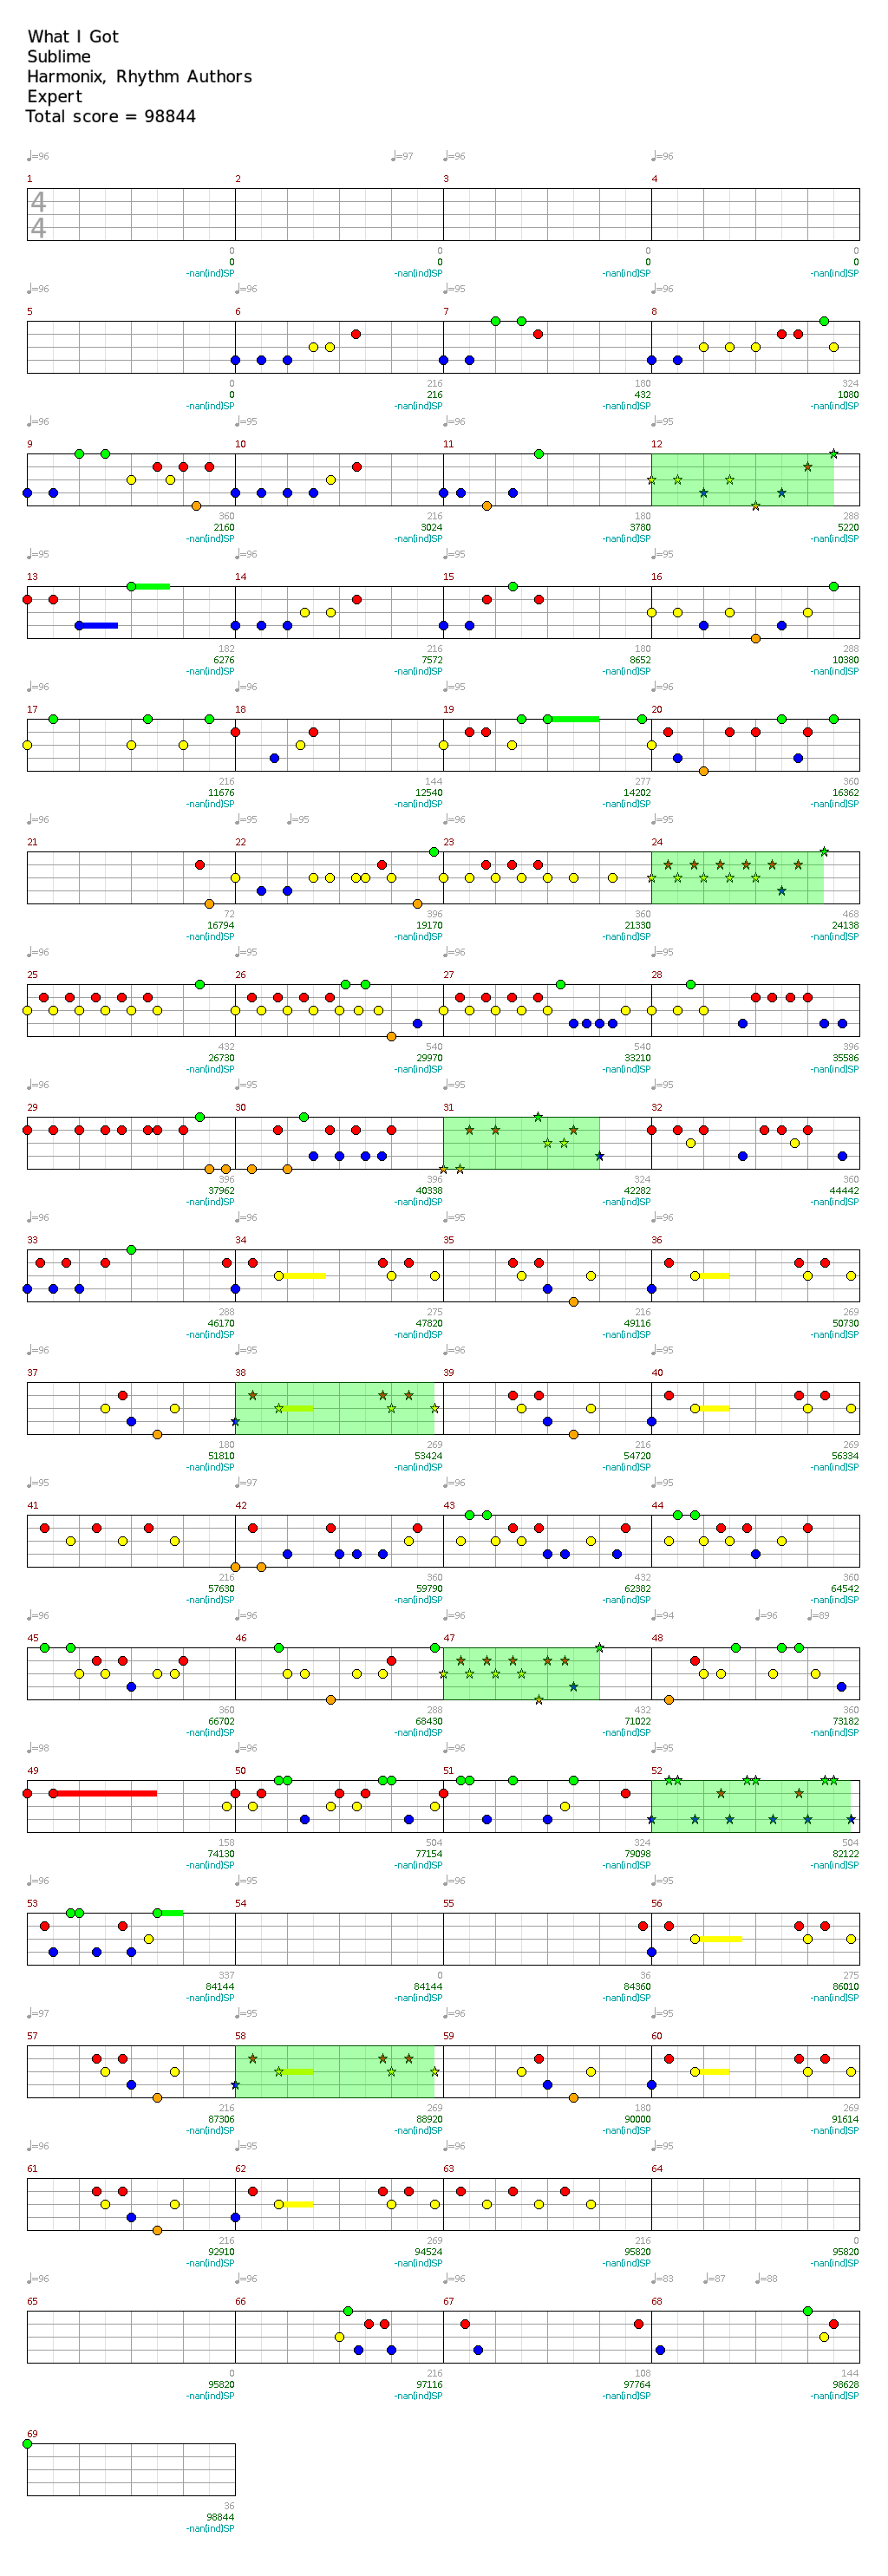 What I Got
Sublime
Harmonix, Rhythm Authors
Expert
Total score = 98844
♩=96 ♩=97 ♩=96 ♩=96
1 2 3 4
4
4
0 0 0 0
0 0 0 0
-nan(ind)SP -nan(ind)SP -nan(ind)SP -nan(ind)SP
♩=96 ♩=96 ♩=95 ♩=96
5 6 7 8
0 216 180 324
0 216 432 1080
-nan(ind)SP -nan(ind)SP -nan(ind)SP -nan(ind)SP
♩=96 ♩=95 ♩=96 ♩=95
9 10 11 12
360 216 180 288
2160 3024 3780 5220
-nan(ind)SP -nan(ind)SP -nan(ind)SP -nan(ind)SP
♩=95 ♩=96 ♩=95 ♩=95
13 14 15 16
182 216 180 288
6276 7572 8652 10380
-nan(ind)SP -nan(ind)SP -nan(ind)SP -nan(ind)SP
♩=96 ♩=96 ♩=95 ♩=96
17 18 19 20
216 144 277 360
11676 12540 14202 16362
-nan(ind)SP -nan(ind)SP -nan(ind)SP -nan(ind)SP
♩=96 ♩=95 ♩=95 ♩=96 ♩=95
21 22 23 24
72 396 360 468
16794 19170 21330 24138
-nan(ind)SP -nan(ind)SP -nan(ind)SP -nan(ind)SP
♩=96 ♩=95 ♩=96 ♩=95
25 26 27 28
432 540 540 396
26730 29970 33210 35586
-nan(ind)SP -nan(ind)SP -nan(ind)SP -nan(ind)SP
♩=96 ♩=95 ♩=95 ♩=95
29 30 31 32
396 396 324 360
37962 40338 42282 44442
-nan(ind)SP -nan(ind)SP -nan(ind)SP -nan(ind)SP
♩=96 ♩=96 ♩=95 ♩=96
33 34 35 36
288 275 216 269
46170 47820 49116 50730
-nan(ind)SP -nan(ind)SP -nan(ind)SP -nan(ind)SP
♩=96 ♩=95 ♩=95 ♩=95
37 38 39 40
180 269 216 269
51810 53424 54720 56334
-nan(ind)SP -nan(ind)SP -nan(ind)SP -nan(ind)SP
♩=95 ♩=97 ♩=96 ♩=95
41 42 43 44
216 360 432 360
57630 59790 62382 64542
-nan(ind)SP -nan(ind)SP -nan(ind)SP -nan(ind)SP
♩=96 ♩=96 ♩=96 ♩=94 ♩=96 ♩=89
45 46 47 48
360 288 432 360
66702 68430 71022 73182
-nan(ind)SP -nan(ind)SP -nan(ind)SP -nan(ind)SP
♩=98 ♩=96 ♩=96 ♩=95
49 50 51 52
158 504 324 504
74130 77154 79098 82122
-nan(ind)SP -nan(ind)SP -nan(ind)SP -nan(ind)SP
♩=96 ♩=95 ♩=95
53 54 55 56
337 0 36 275
84144 84144 84360 86010
-nan(ind)SP -nan(ind)SP -nan(ind)SP -nan(ind)SP
♩=97 ♩=95 ♩=96 ♩=95
57 58 59 60
216 269 180 269
87306 88920 90000 91614
-nan(ind)SP -nan(ind)SP -nan(ind)SP -nan(ind)SP
♩=96 ♩=95 ♩=96 ♩=95
61 62 63 64
216 269 216 0
92910 94524 95820 95820
-nan(ind)SP -nan(ind)SP -nan(ind)SP -nan(ind)SP
♩=96 ♩=96 ♩=96 ♩=83 ♩=87 ♩=88
65 66 67 68
0 216 108 144
95820 97116 97764 98628
-nan(ind)SP -nan(ind)SP -nan(ind)SP -nan(ind)SP
69
36
98844
-nan(ind)SP